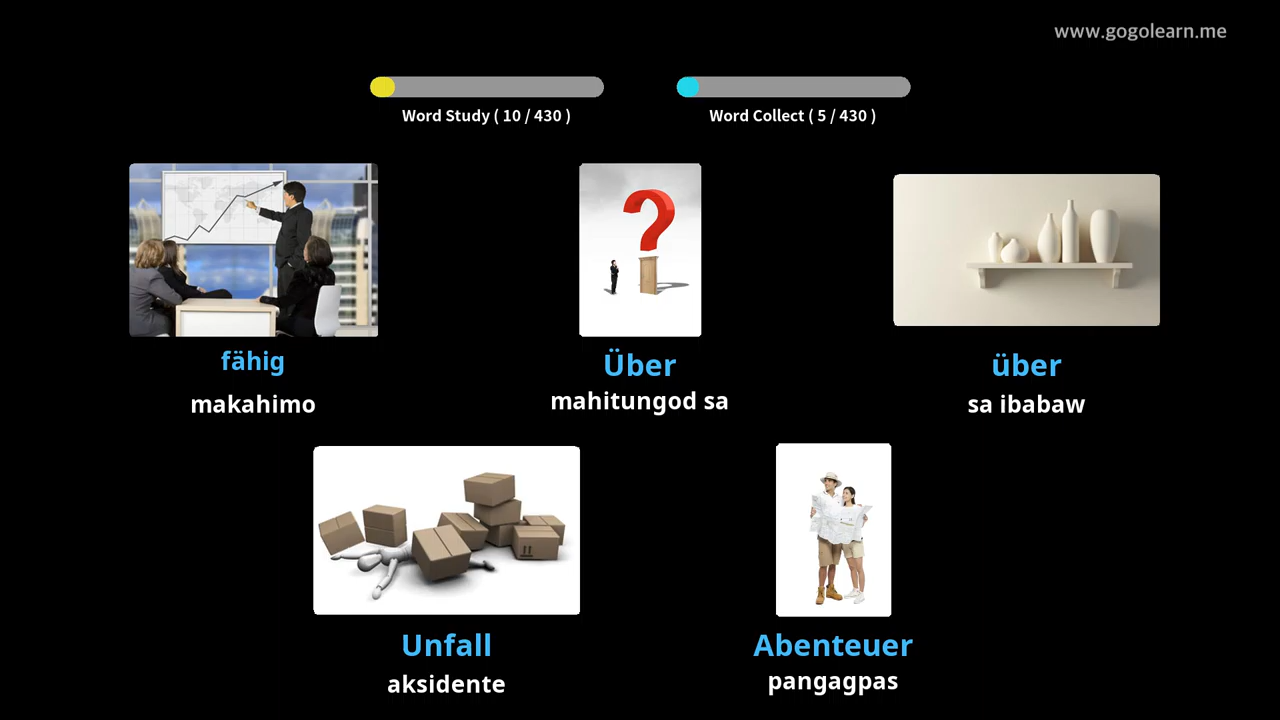 www.gogolearn.me
Word Study ( 10 / 430 )
Word Collect ( 5 / 430 )
fähig
makahimo
Über
mahitungod sa
über
sa ibabaw
Unfall
aksidente
Abenteuer
pangagpas